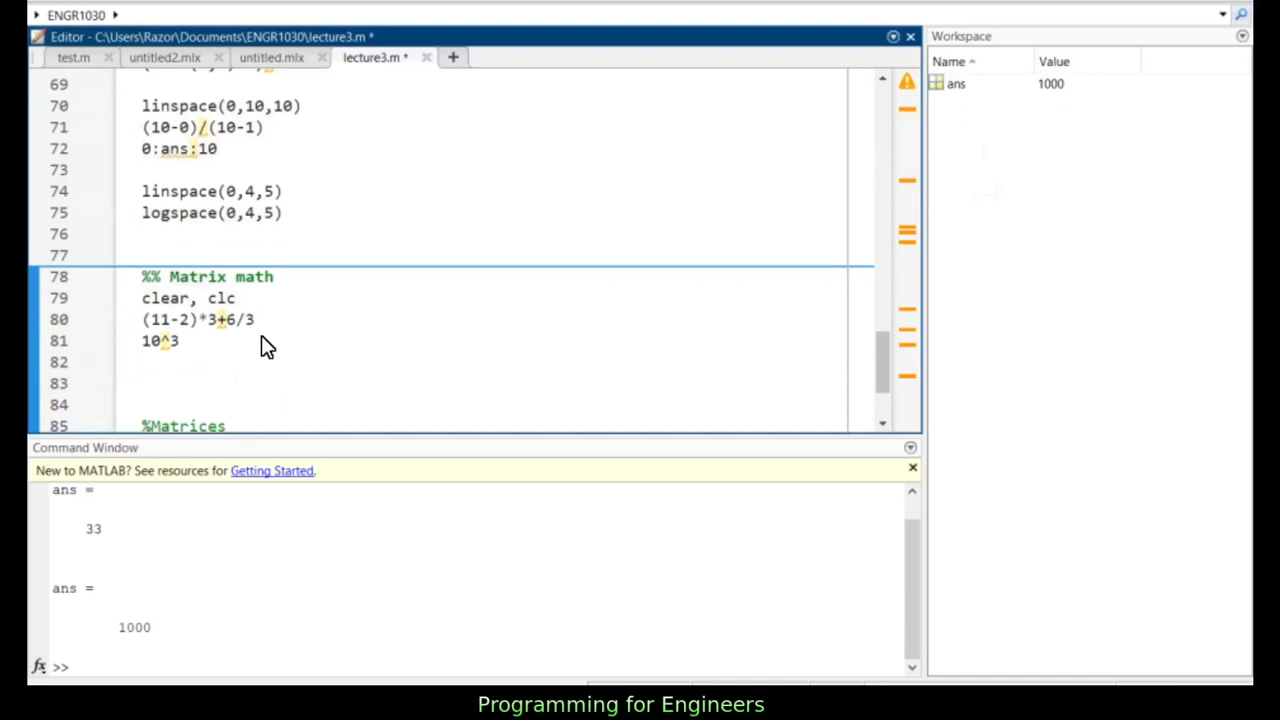 ENGR1030
Editor - C:\Users\Razor\Documents\ENGR1030\lecture3.m *
Workspace
test.m untitled2.mlx untitled.mlx lecture3.m * +
Name Value
ans 1000
69
70 linspace(0,10,10)
71 (10-0)/(10-1)
72 0:ans:10
73
74 linspace(0,4,5)
75 logspace(0,4,5)
76
77
78 %% Matrix math
79 clear, clc
80 (11-2)*3+6/3
81 10^3
82
83
84
85 %Matrices
Command Window
New to MATLAB? See resources for Getting Started.
ans =
33
ans =
1000
fx >>
Programming for Engineers